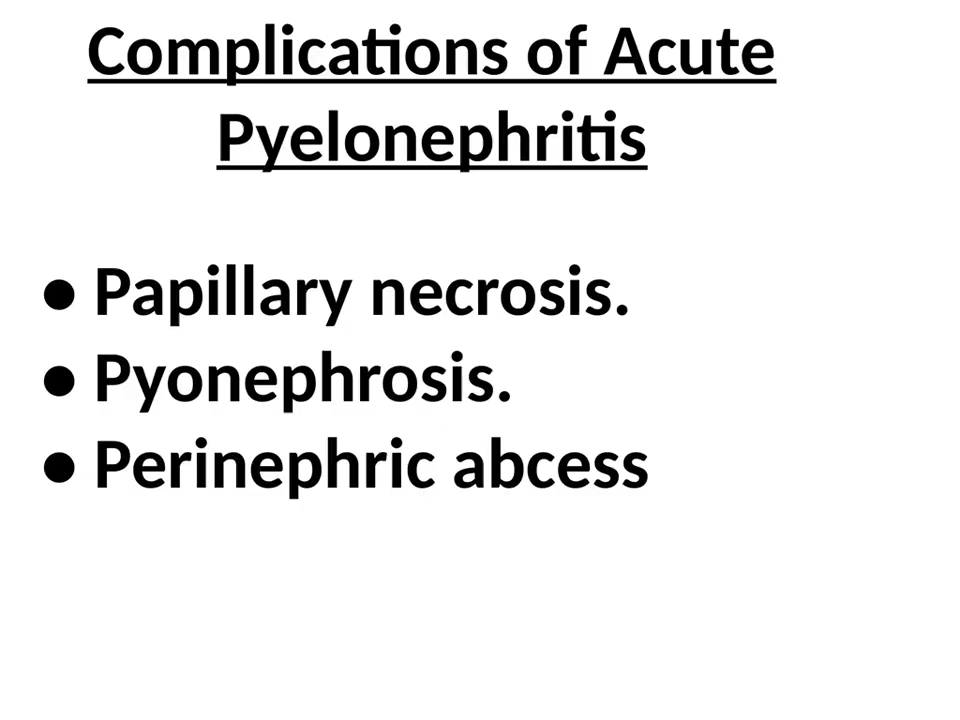 Complications of Acute
Pyelonephritis
● Papillary necrosis.
● Pyonephrosis.
● Perinephric abcess